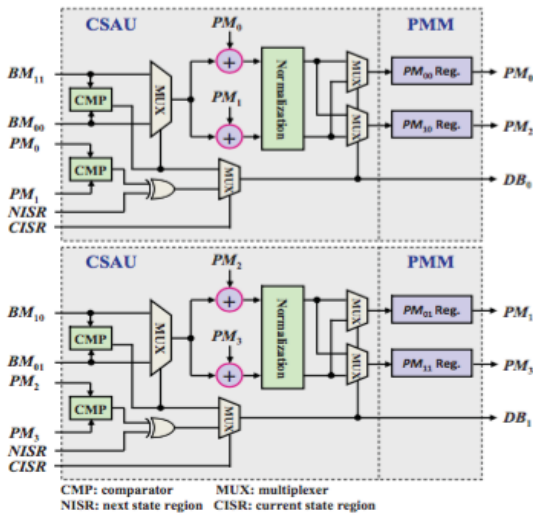 CSAU
PMM
PM0
BM11
CMP
MUX
+
Normalization
MUX
PM00 Reg.
PM0
BM00
PM1
PM0
+
MUX
PM10 Reg.
PM2
CMP
MUX
DB0
PM1
NISR
CISR
CSAU
PMM
PM2
BM10
CMP
MUX
+
Normalization
MUX
PM01 Reg.
PM1
BM01
PM3
PM2
+
MUX
PM11 Reg.
PM3
CMP
MUX
DB1
PM3
NISR
CISR
CMP: comparator MUX: multiplexer
NISR: next state region CISR: current state region